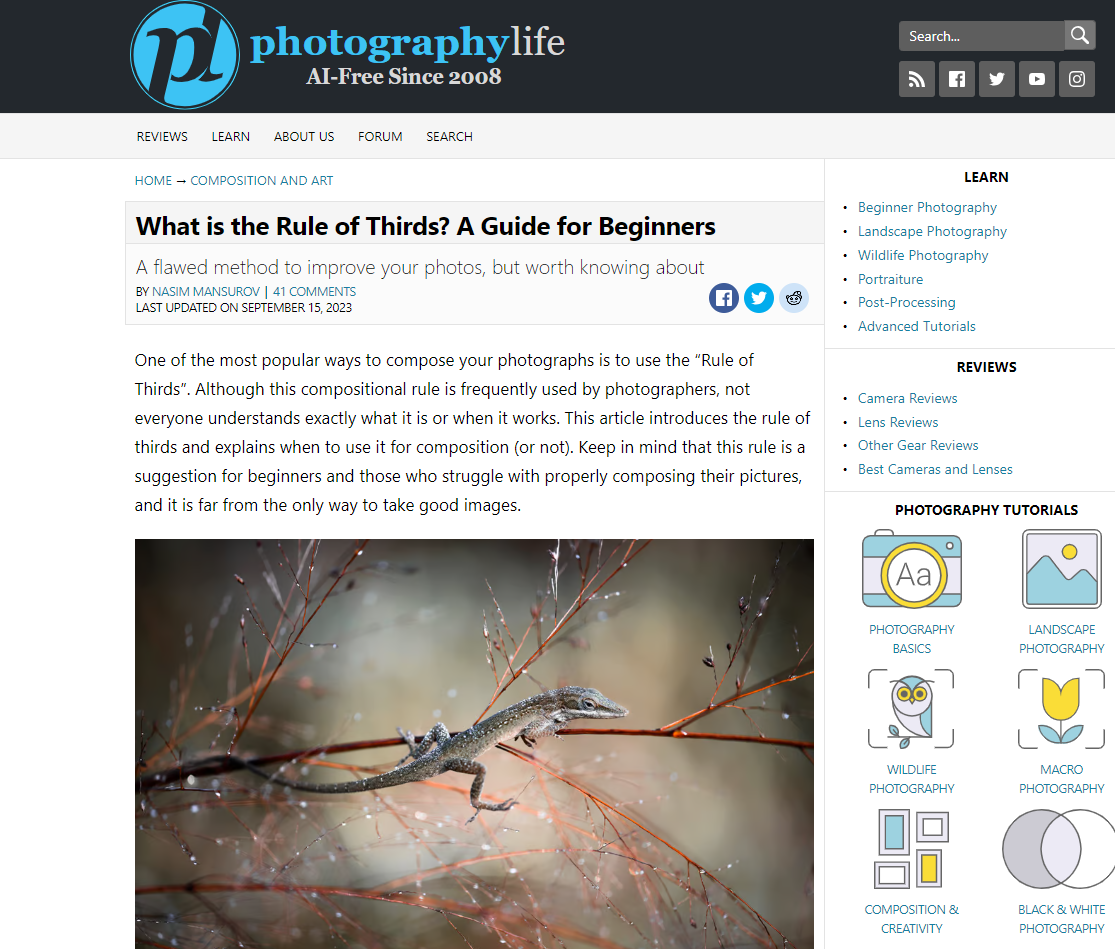 photographylife
AI-Free Since 2008
Search...
REVIEWS LEARN ABOUT US FORUM SEARCH
HOME → COMPOSITION AND ART
What is the Rule of Thirds? A Guide for Beginners
A flawed method to improve your photos, but worth knowing about
BY NASIM MANSUROV | 41 COMMENTS
LAST UPDATED ON SEPTEMBER 15, 2023
One of the most popular ways to compose your photographs is to use the “Rule of
Thirds”. Although this compositional rule is frequently used by photographers, not
everyone understands exactly what it is or when it works. This article introduces the rule of
thirds and explains when to use it for composition (or not). Keep in mind that this rule is a
suggestion for beginners and those who struggle with properly composing their pictures,
and it is far from the only way to take good images.
LEARN
• Beginner Photography
• Landscape Photography
• Wildlife Photography
• Portraiture
• Post-Processing
• Advanced Tutorials
REVIEWS
• Camera Reviews
• Lens Reviews
• Other Gear Reviews
• Best Cameras and Lenses
PHOTOGRAPHY TUTORIALS
Aa
PHOTOGRAPHY
BASICS
LANDSCAPE
PHOTOGRAPHY
WILDLIFE
PHOTOGRAPHY
MACRO
PHOTOGRAPHY
COMPOSITION &
CREATIVITY
BLACK & WHITE
PHOTOGRAPHY